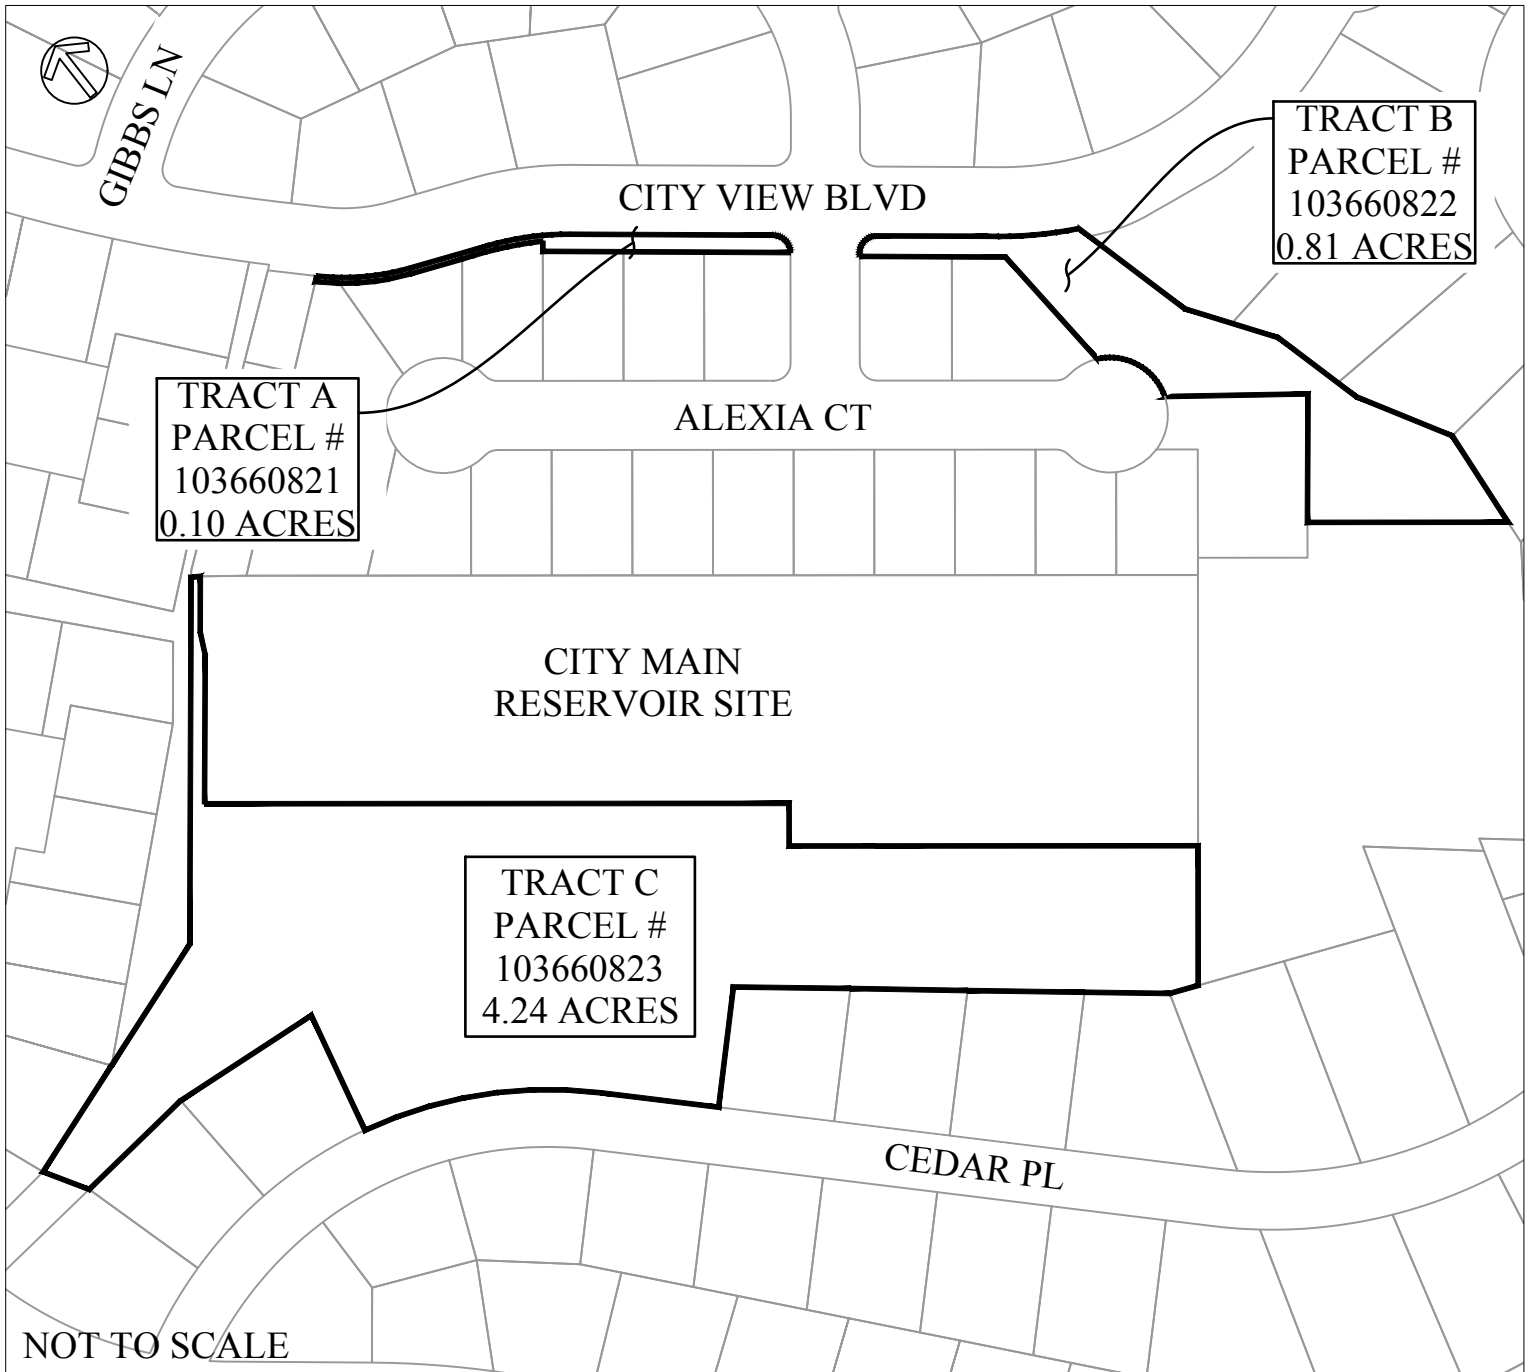 GIBBS LN
TRACT B
PARCEL #
103660822
0.81 ACRES
CITY VIEW BLVD
TRACT A
PARCEL #
103660821
0.10 ACRES
ALEXIA CT
CITY MAIN
RESERVOIR SITE
TRACT C
PARCEL #
103660823
4.24 ACRES
CEDAR PL
NOT TO SCALE